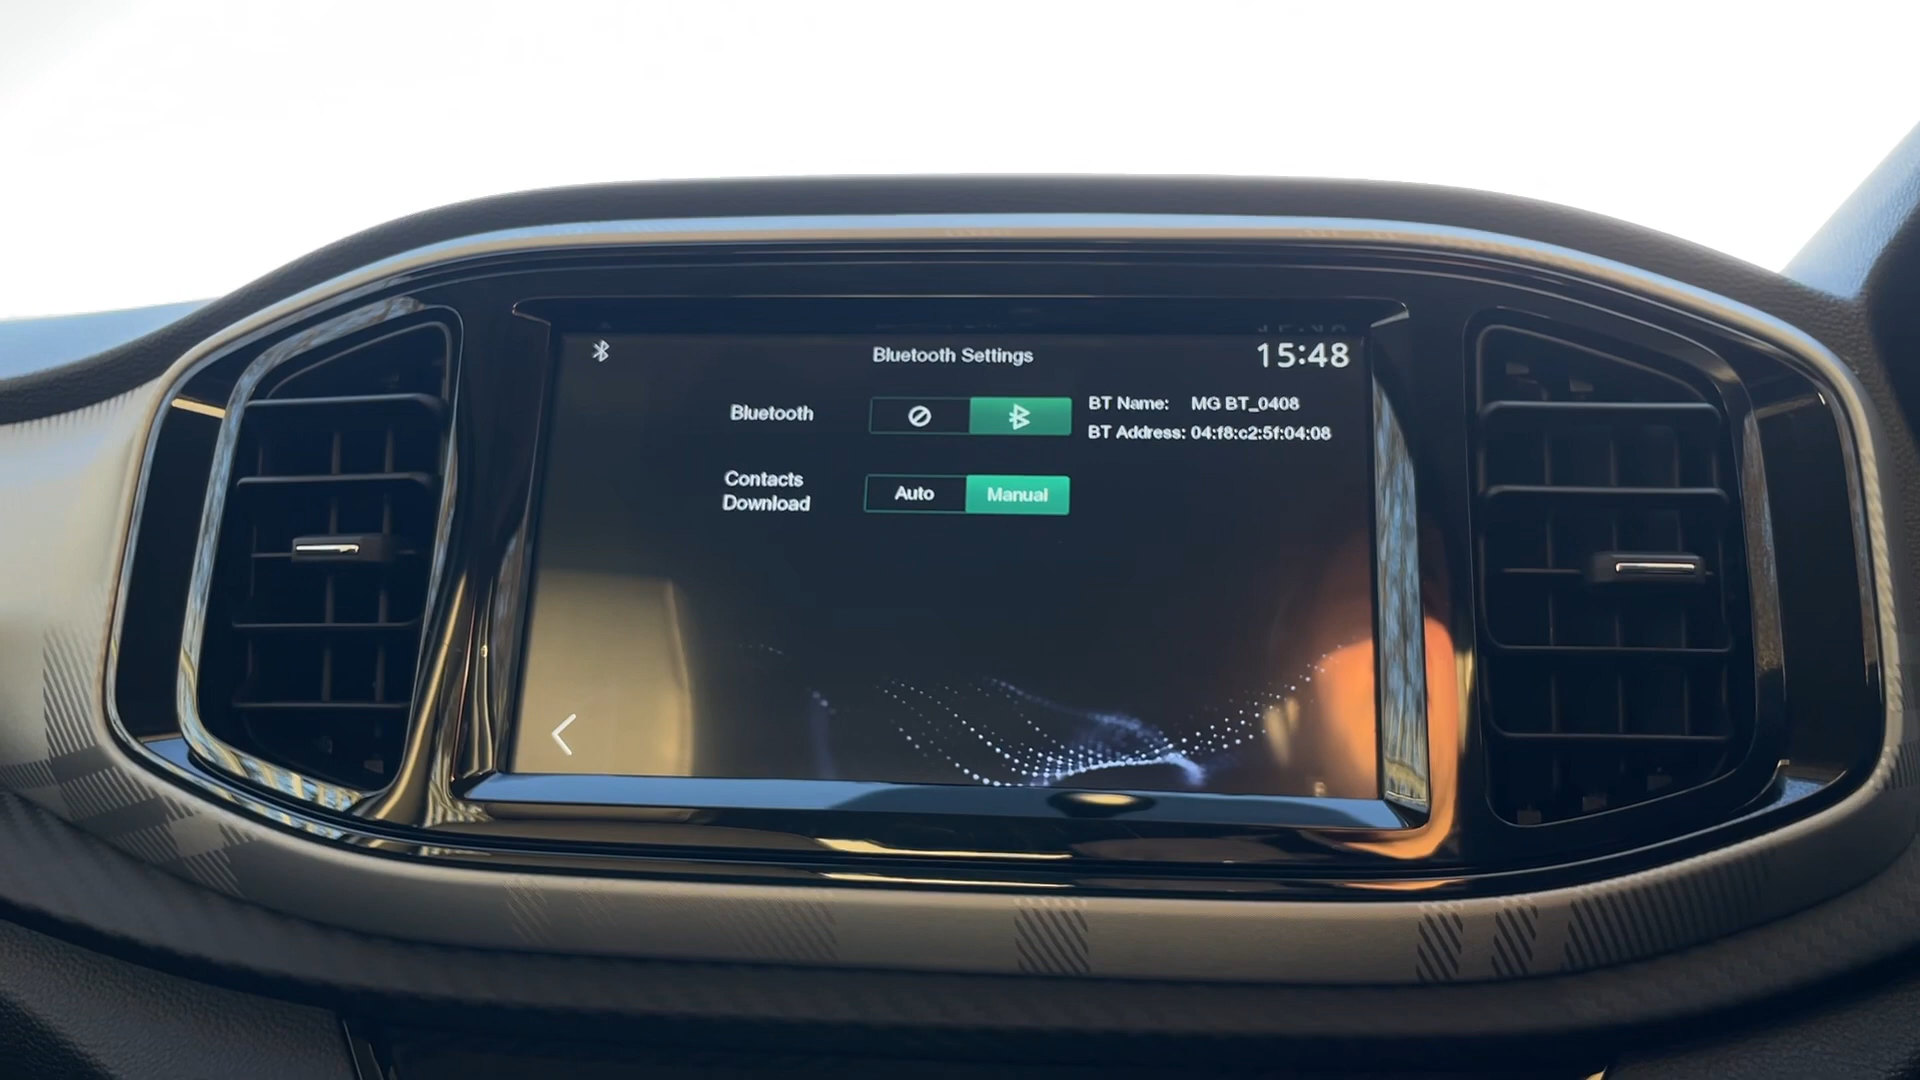 Bluetooth Settings
15:48
Bluetooth
BT Name: MG BT_0408
BT Address: 04:f8:c2:5f:04:08
Contacts
Download
Auto
Manual